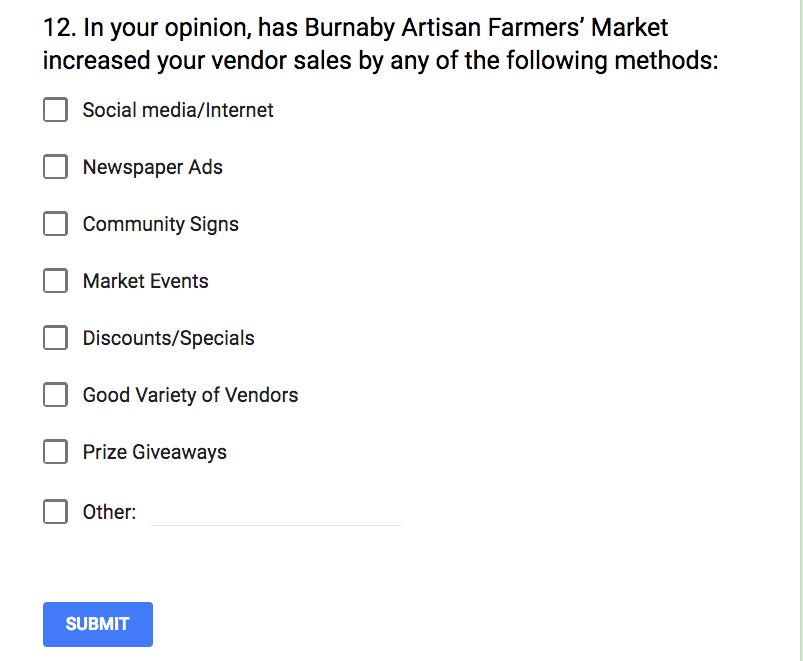 12. In your opinion, has Burnaby Artisan Farmers’ Market
increased your vendor sales by any of the following methods:
Social media/Internet
Newspaper Ads
Community Signs
Market Events
Discounts/Specials
Good Variety of Vendors
Prize Giveaways
Other:
SUBMIT